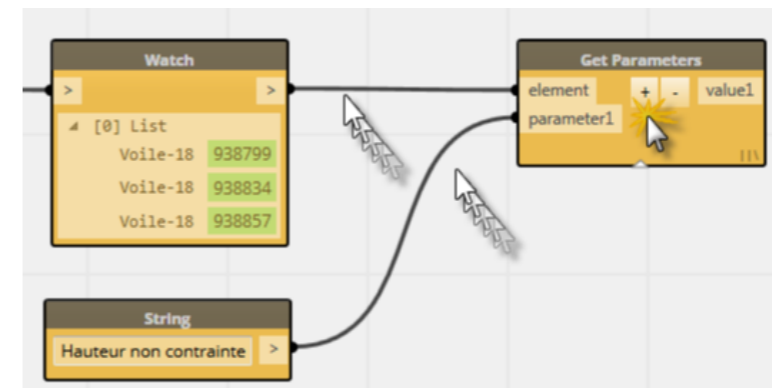 Watch
> >
[0] List
Voile-18 938799
Voile-18 938834
Voile-18 938857
String
Hauteur non contrainte >
Get Parameters
element + - value1
parameter1